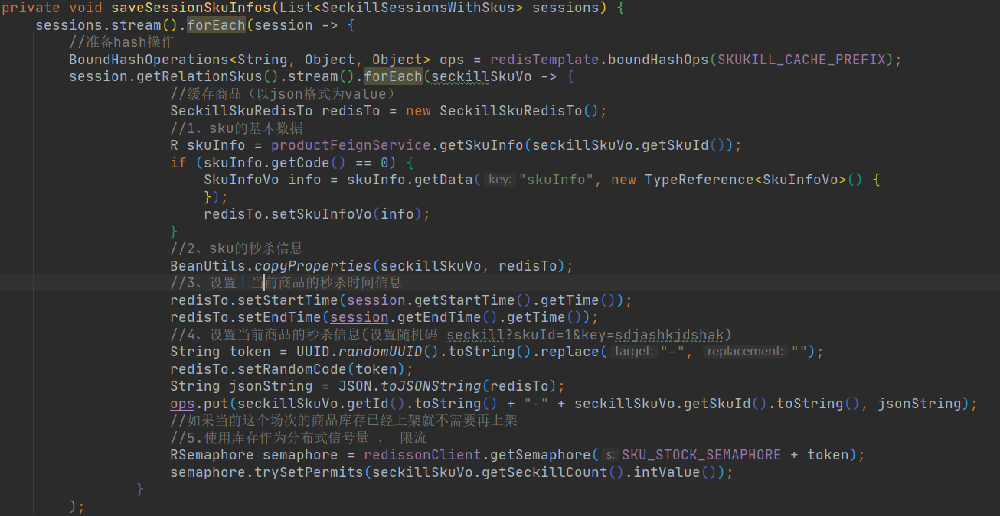 private void saveSessionSkuInfos(List<SeckillSessionsWithSkus> sessions) {
    sessions.stream().forEach(session -> {
        //准备hash操作
        BoundHashOperations<String, Object, Object> ops = redisTemplate.boundHashOps(SKUKILL_CACHE_PREFIX);
        session.getRelationSkus().stream().forEach(seckillSkuVo -> {
                    //缓存商品（以json格式为value）
                    SeckillSkuRedisTo redisTo = new SeckillSkuRedisTo();
                    //1、sku的基本数据
                    R skuInfo = productFeignService.getSkuInfo(seckillSkuVo.getSkuId());
                    if (skuInfo.getCode() == 0) {
                        SkuInfoVo info = skuInfo.getData( key: "skuInfo", new TypeReference<SkuInfoVo>() {
                        });
                        redisTo.setSkuInfoVo(info);
                    }
                    //2、sku的秒杀信息
                    BeanUtils.copyProperties(seckillSkuVo, redisTo);
                    //3、设置上当前商品的秒杀时间信息
                    redisTo.setStartTime(session.getStartTime().getTime());
                    redisTo.setEndTime(session.getEndTime().getTime());
                    //4、设置当前商品的秒杀信息(设置随机码 seckill?skuId=1&key=sdjashkjdshak)
                    String token = UUID.randomUUID().toString().replace( target: "-", replacement: "");
                    redisTo.setRandomCode(token);
                    String jsonString = JSON.toJSONString(redisTo);
                    ops.put(seckillSkuVo.getId().toString() + "-" + seckillSkuVo.getSkuId().toString(), jsonString);
                    //如果当前这个场次的商品库存已经上架就不需要再上架
                    //5.使用库存作为分布式信号量 ， 限流
                    RSemaphore semaphore = redissonClient.getSemaphore( s: SKU_STOCK_SEMAPHORE + token);
                    semaphore.trySetPermits(seckillSkuVo.getSeckillCount().intValue());
                }
        );